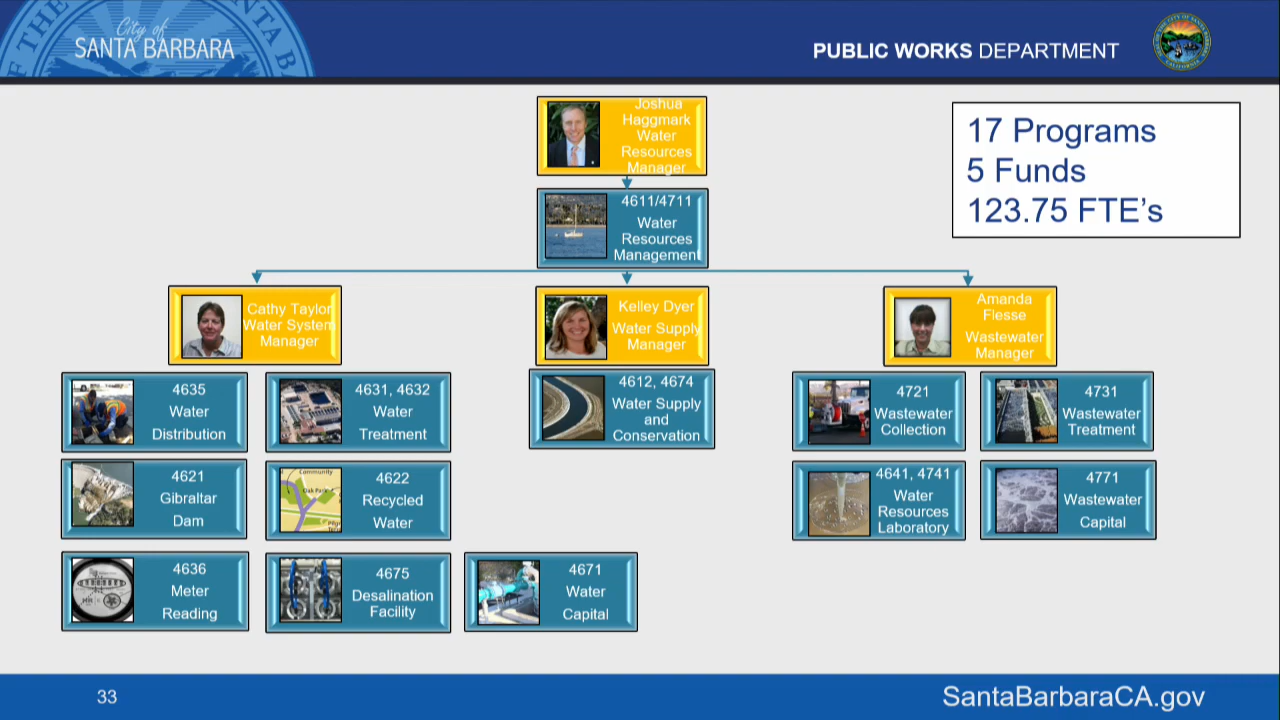 City of
SANTA BARBARA
PUBLIC WORKS DEPARTMENT
Joshua
Haggmark
Water
Resources
Manager
17 Programs
5 Funds
123.75 FTE's
4611/4711
Water
Resources
Management
Cathy Taylor
Water System
Manager
Kelley Dyer
Water Supply
Manager
Amanda
Flesse
Wastewater
Manager
4635
Water
Distribution
4631, 4632
Water
Treatment
4612, 4674
Water Supply
and
Conservation
4721
Wastewater
Collection
4731
Wastewater
Treatment
4621
Gibraltar
Dam
Community
Oak Park
4622
Recycled
Water
4641, 4741
Water
Resources
Laboratory
4771
Wastewater
Capital
4636
Meter
Reading
4675
Desalination
Facility
4671
Water
Capital
33
SantaBarbaraCA.gov